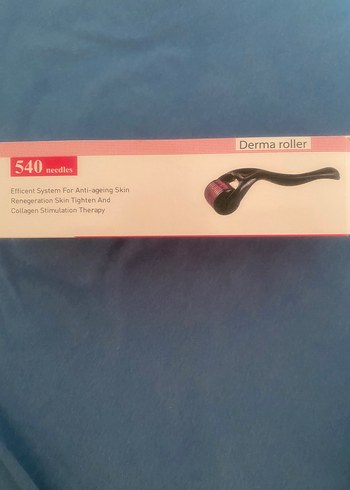 Derma roller
540 needles
Efficent System For Anti-ageing Skin
Renegeration Skin Tighten And
Collagen Stimulation Therapy